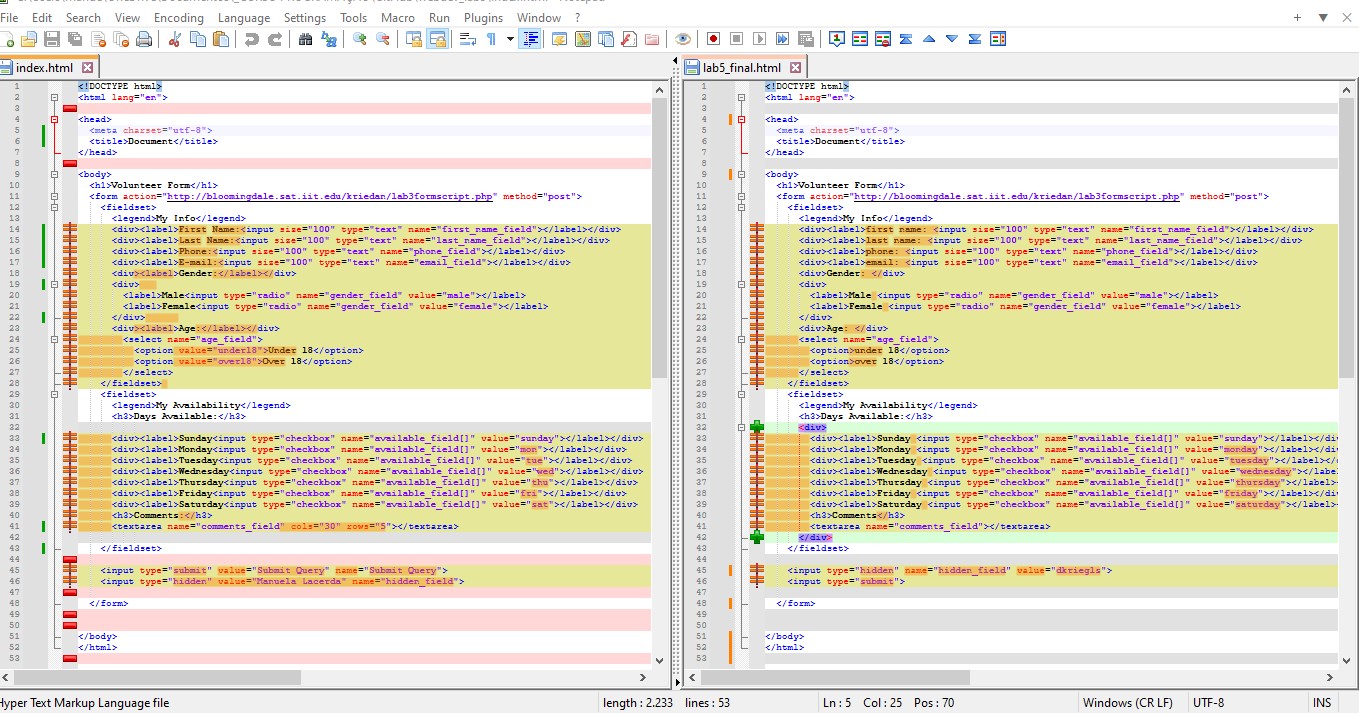 File Edit Search View Encoding Language Settings Tools Macro Run Plugins Window ?
index.html
1 <!DOCTYPE html>
2 <html lang="en">
3
4 <head>
5 <meta charset="utf-8">
6 <title>Document</title>
7 </head>
8
9 <body>
10 <h1>Volunteer Form</h1>
11 <form action="http://bloomingdale.sat.iit.edu/kriedan/lab3formscript.php" method="post">
12 <fieldset>
13 <legend>My Info</legend>
14 <div><label>First Name:<input size="100" type="text" name="first_name_field"></label></div>
15 <div><label>Last Name:<input size="100" type="text" name="last_name_field"></label></div>
16 <div><label>Phone:<input size="100" type="text" name="phone_field"></label></div>
17 <div><label>E-mail:<input size="100" type="text" name="email_field"></label></div>
18 <div><label>Gender:</label></div>
19 <div>
20 <label>Male<input type="radio" name="gender_field" value="male"></label>
21 <label>Female<input type="radio" name="gender_field" value="female"></label>
22 </div>
23 <div><label>Age:</label></div>
24 <select name="age_field">
25 <option value="under18">Under 18</option>
26 <option value="over18">Over 18</option>
27 </select>
28 </fieldset>
29 <fieldset>
30 <legend>My Availability</legend>
31 <h3>Days Available:</h3>
32
33 <div><label>Sunday<input type="checkbox" name="available_field[]" value="sunday"></label></div>
34 <div><label>Monday<input type="checkbox" name="available_field[]" value="mon"></label></div>
35 <div><label>Tuesday<input type="checkbox" name="available_field[]" value="tue"></label></div>
36 <div><label>Wednesday<input type="checkbox" name="available_field[]" value="wed"></label></div>
37 <div><label>Thursday<input type="checkbox" name="available_field[]" value="thu"></label></div>
38 <div><label>Friday<input type="checkbox" name="available_field[]" value="fri"></label></div>
39 <div><label>Saturday<input type="checkbox" name="available_field[]" value="sat"></label></div>
40 <h3>Comments</h3>
41 <textarea name="comments_field" cols="30" rows="5"></textarea>
42
43 </fieldset>
44
45 <input type="submit" value="Submit Query" name="Submit Query">
46 <input type="hidden" value="Manuela Lacerda" name="hidden_field">
47
48 </form>
49
50
51 </body>
52 </html>
53
lab5_final.html
1 <!DOCTYPE html>
2 <html lang="en">
3
4 <head>
5 <meta charset="utf-8">
6 <title>Document</title>
7 </head>
8
9 <body>
10 <h1>Volunteer Form</h1>
11 <form action="http://bloomingdale.sat.iit.edu/kriedan/lab3formscript.php" method="post">
12 <fieldset>
13 <legend>My Info</legend>
14 <div><label>first name: <input size="100" type="text" name="first_name_field"></label></div>
15 <div><label>last name: <input size="100" type="text" name="last_name_field"></label></div>
16 <div><label>phone: <input size="100" type="text" name="phone_field"></label></div>
17 <div><label>email: <input size="100" type="text" name="email_field"></label></div>
18 <div>Gender: </div>
19 <div>
20 <label>Male <input type="radio" name="gender_field" value="male"></label>
21 <label>Female <input type="radio" name="gender_field" value="female"></label>
22 </div>
23 <div>Age: </div>
24 <select name="age_field">
25 <option>under 18</option>
26 <option>over 18</option>
27 </select>
28 </fieldset>
29 <fieldset>
30 <legend>My Availability</legend>
31 <h3>Days Available:</h3>
32 <div>
33 <div><label>Sunday <input type="checkbox" name="available_field[]" value="sunday"></label></div>
34 <div><label>Monday <input type="checkbox" name="available_field[]" value="monday"></label></div>
35 <div><label>Tuesday <input type="checkbox" name="available_field[]" value="tuesday"></label></di
36 <div><label>Wednesday <input type="checkbox" name="available_field[]" value="wednesday"></label>
37 <div><label>Thursday <input type="checkbox" name="available_field[]" value="thursday"></label></
38 <div><label>Friday <input type="checkbox" name="available_field[]" value="friday"></label></div>
39 <div><label>Saturday <input type="checkbox" name="available_field[]" value="saturday"></label></
40 <h3>Comments</h3>
41 <textarea name="comments_field"></textarea>
42 </div>
43 </fieldset>
44
45 <input type="hidden" name="hidden_field" value="dkriegls">
46 <input type="submit">
47
48 </form>
49
50
51 </body>
52 </html>
53
Hyper Text Markup Language file length : 2.233 lines : 53 Ln : 5 Col : 25 Pos : 70 Windows (CR LF) UTF-8 INS